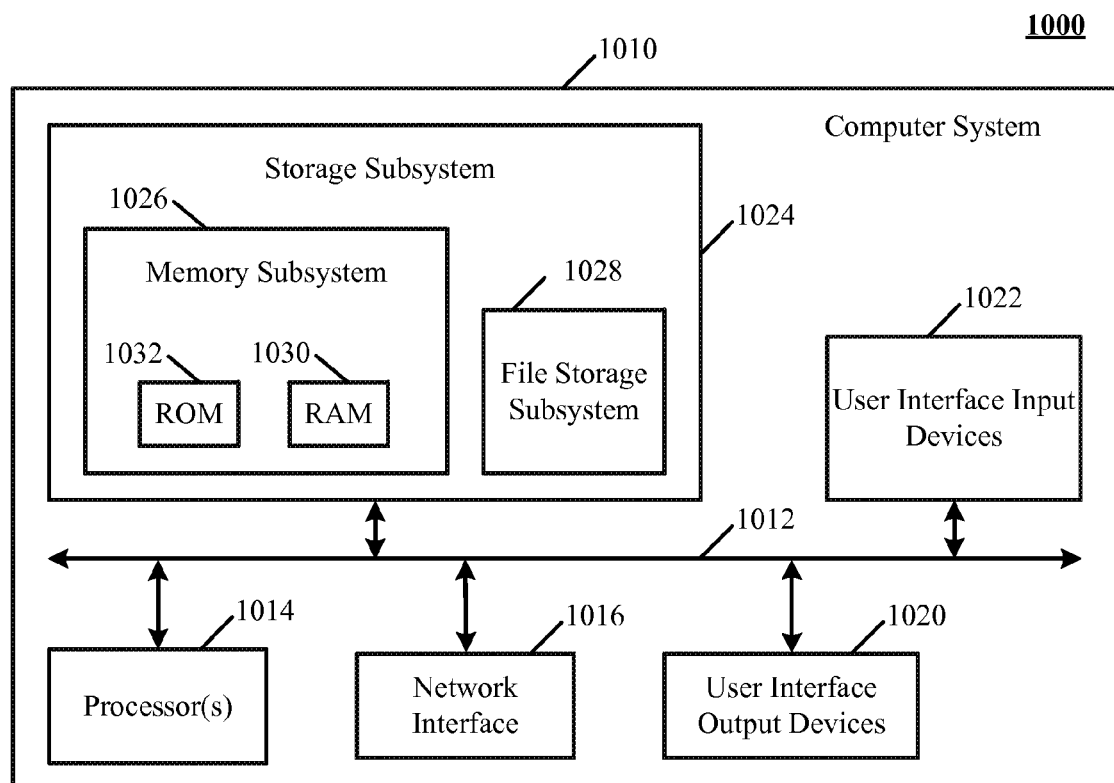 1000
1010
Computer System
Storage Subsystem
1026
1024
Memory Subsystem
1028
1022
1032
1030
File Storage
Subsystem
ROM
RAM
User Interface Input
Devices
1012
1014
1016
1020
Processor(s)
Network
Interface
User Interface
Output Devices